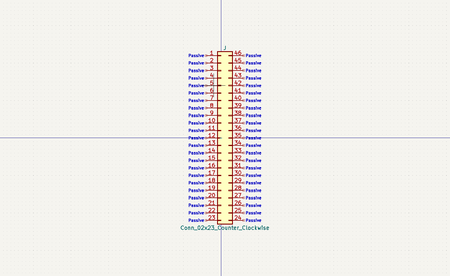 J
Passive 1 46 Passive
Passive 2 45 Passive
Passive 3 44 Passive
Passive 4 43 Passive
Passive 5 42 Passive
Passive 6 41 Passive
Passive 7 40 Passive
Passive 8 39 Passive
Passive 9 38 Passive
Passive 10 37 Passive
Passive 11 36 Passive
Passive 12 35 Passive
Passive 13 34 Passive
Passive 14 33 Passive
Passive 15 32 Passive
Passive 16 31 Passive
Passive 17 30 Passive
Passive 18 29 Passive
Passive 19 28 Passive
Passive 20 27 Passive
Passive 21 26 Passive
Passive 22 25 Passive
Passive 23 24 Passive
Conn_02x23_Counter_Clockwise